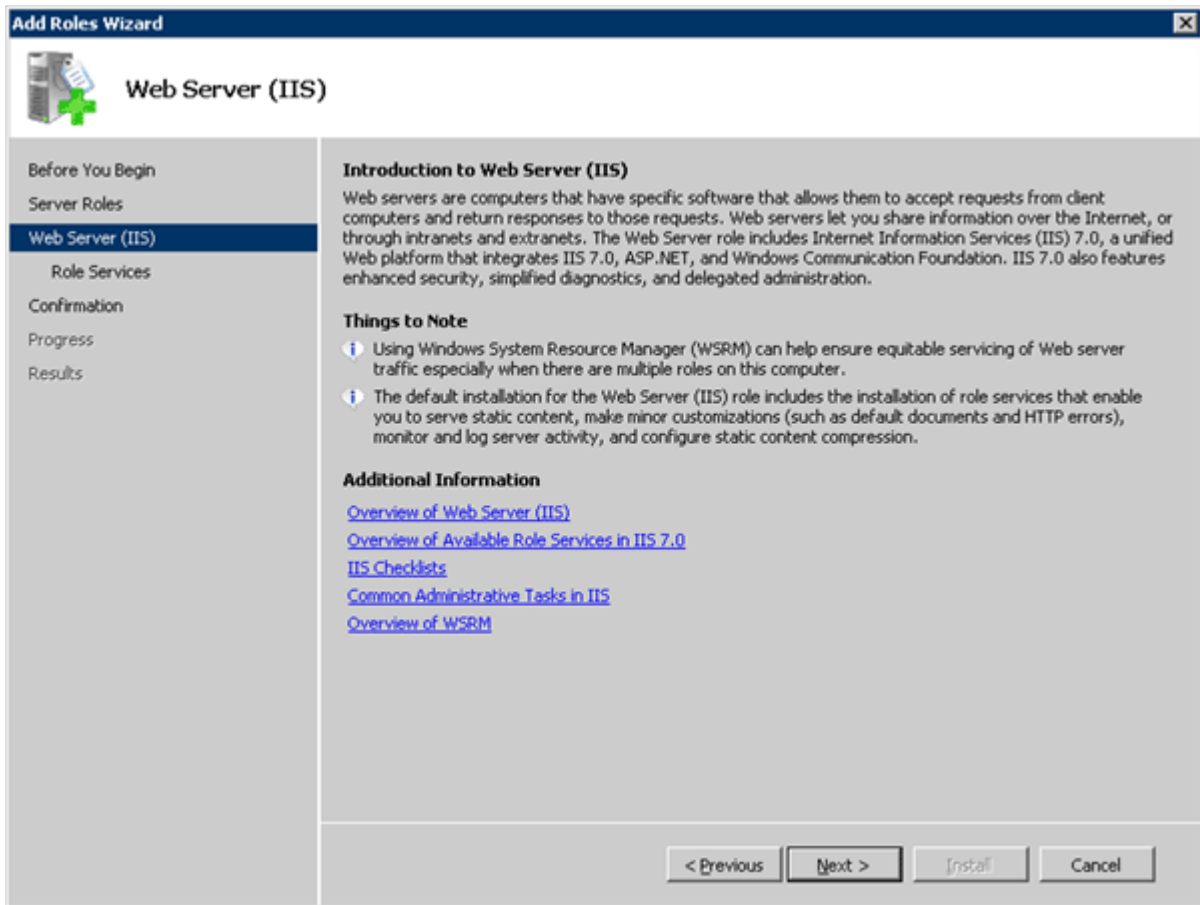 Add Roles Wizard
Web Server (IIS)
Before You Begin
Server Roles
Web Server (IIS)
Role Services
Confirmation
Progress
Results
Introduction to Web Server (IIS)
Web servers are computers that have specific software that allows them to accept requests from client
computers and return responses to those requests. Web servers let you share information over the Internet, or
through intranets and extranets. The Web Server role includes Internet Information Services (IIS) 7.0, a unified
Web platform that integrates IIS 7.0, ASP.NET, and Windows Communication Foundation. IIS 7.0 also features
enhanced security, simplified diagnostics, and delegated administration.
Things to Note
Using Windows System Resource Manager (WSRM) can help ensure equitable servicing of Web server
traffic especially when there are multiple roles on this computer.
The default installation for the Web Server (IIS) role includes the installation of role services that enable
you to serve static content, make minor customizations (such as default documents and HTTP errors),
monitor and log server activity, and configure static content compression.
Additional Information
Overview of Web Server (IIS)
Overview of Available Role Services in IIS 7.0
IIS Checklists
Common Administrative Tasks in IIS
Overview of WSRM
< Previous Next > Install Cancel